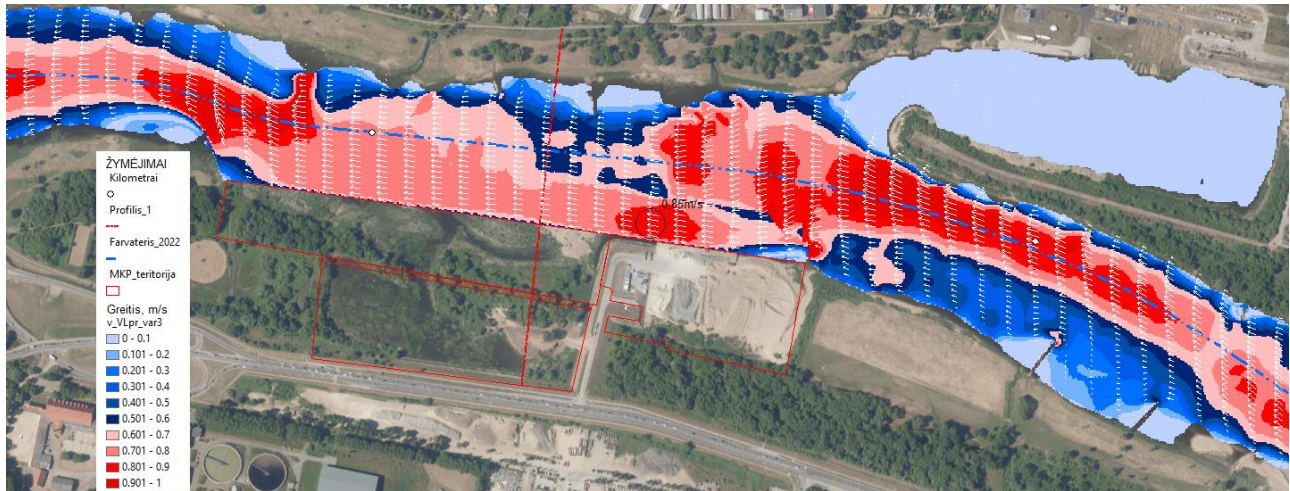 0.85m/s
ŽYMĖJIMAI
Kilometrai
Profilis_1
Farvateris_2022
MKP_teritorija
Greitis, m/s
v_VLpr_var3
0 - 0.1
0.101 - 0.2
0.201 - 0.3
0.301 - 0.4
0.401 - 0.5
0.501 - 0.6
0.601 - 0.7
0.701 - 0.8
0.801 - 0.9
0.901 - 1